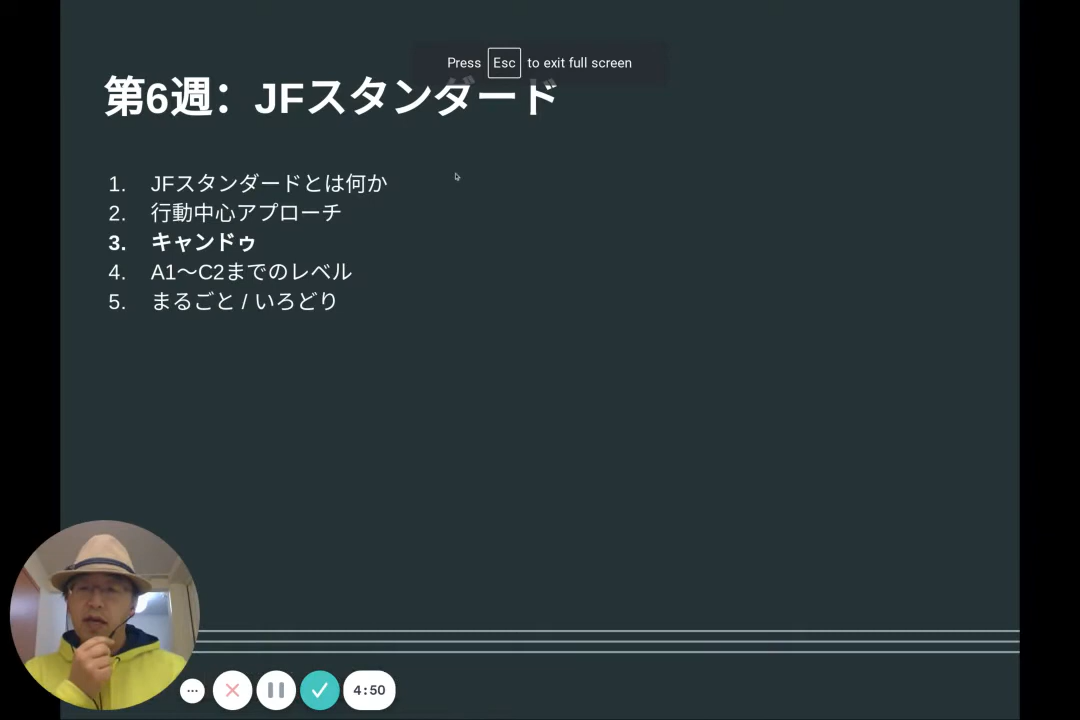 Press Esc to exit full screen
第6週：JFスタンダード
1. JFスタンダードとは何か
2. 行動中心アプローチ
3. キャンドゥ
4. A1〜C2までのレベル
5. まるごと / いろどり
4:50